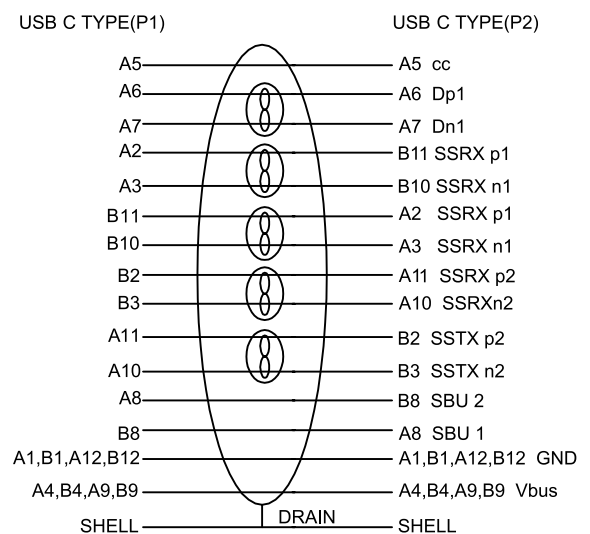 USB C TYPE(P1) USB C TYPE(P2)
A5 A5 cc
A6 A6 Dp1
A7 A7 Dn1
A2 B11 SSRX p1
A3 B10 SSRX n1
B11 A2 SSRX p1
B10 A3 SSRX n1
B2 A11 SSRX p2
B3 A10 SSRXn2
A11 B2 SSTX p2
A10 B3 SSTX n2
A8 B8 SBU 2
B8 A8 SBU 1
A1,B1,A12,B12 A1,B1,A12,B12 GND
A4,B4,A9,B9 A4,B4,A9,B9 Vbus
SHELL DRAIN SHELL